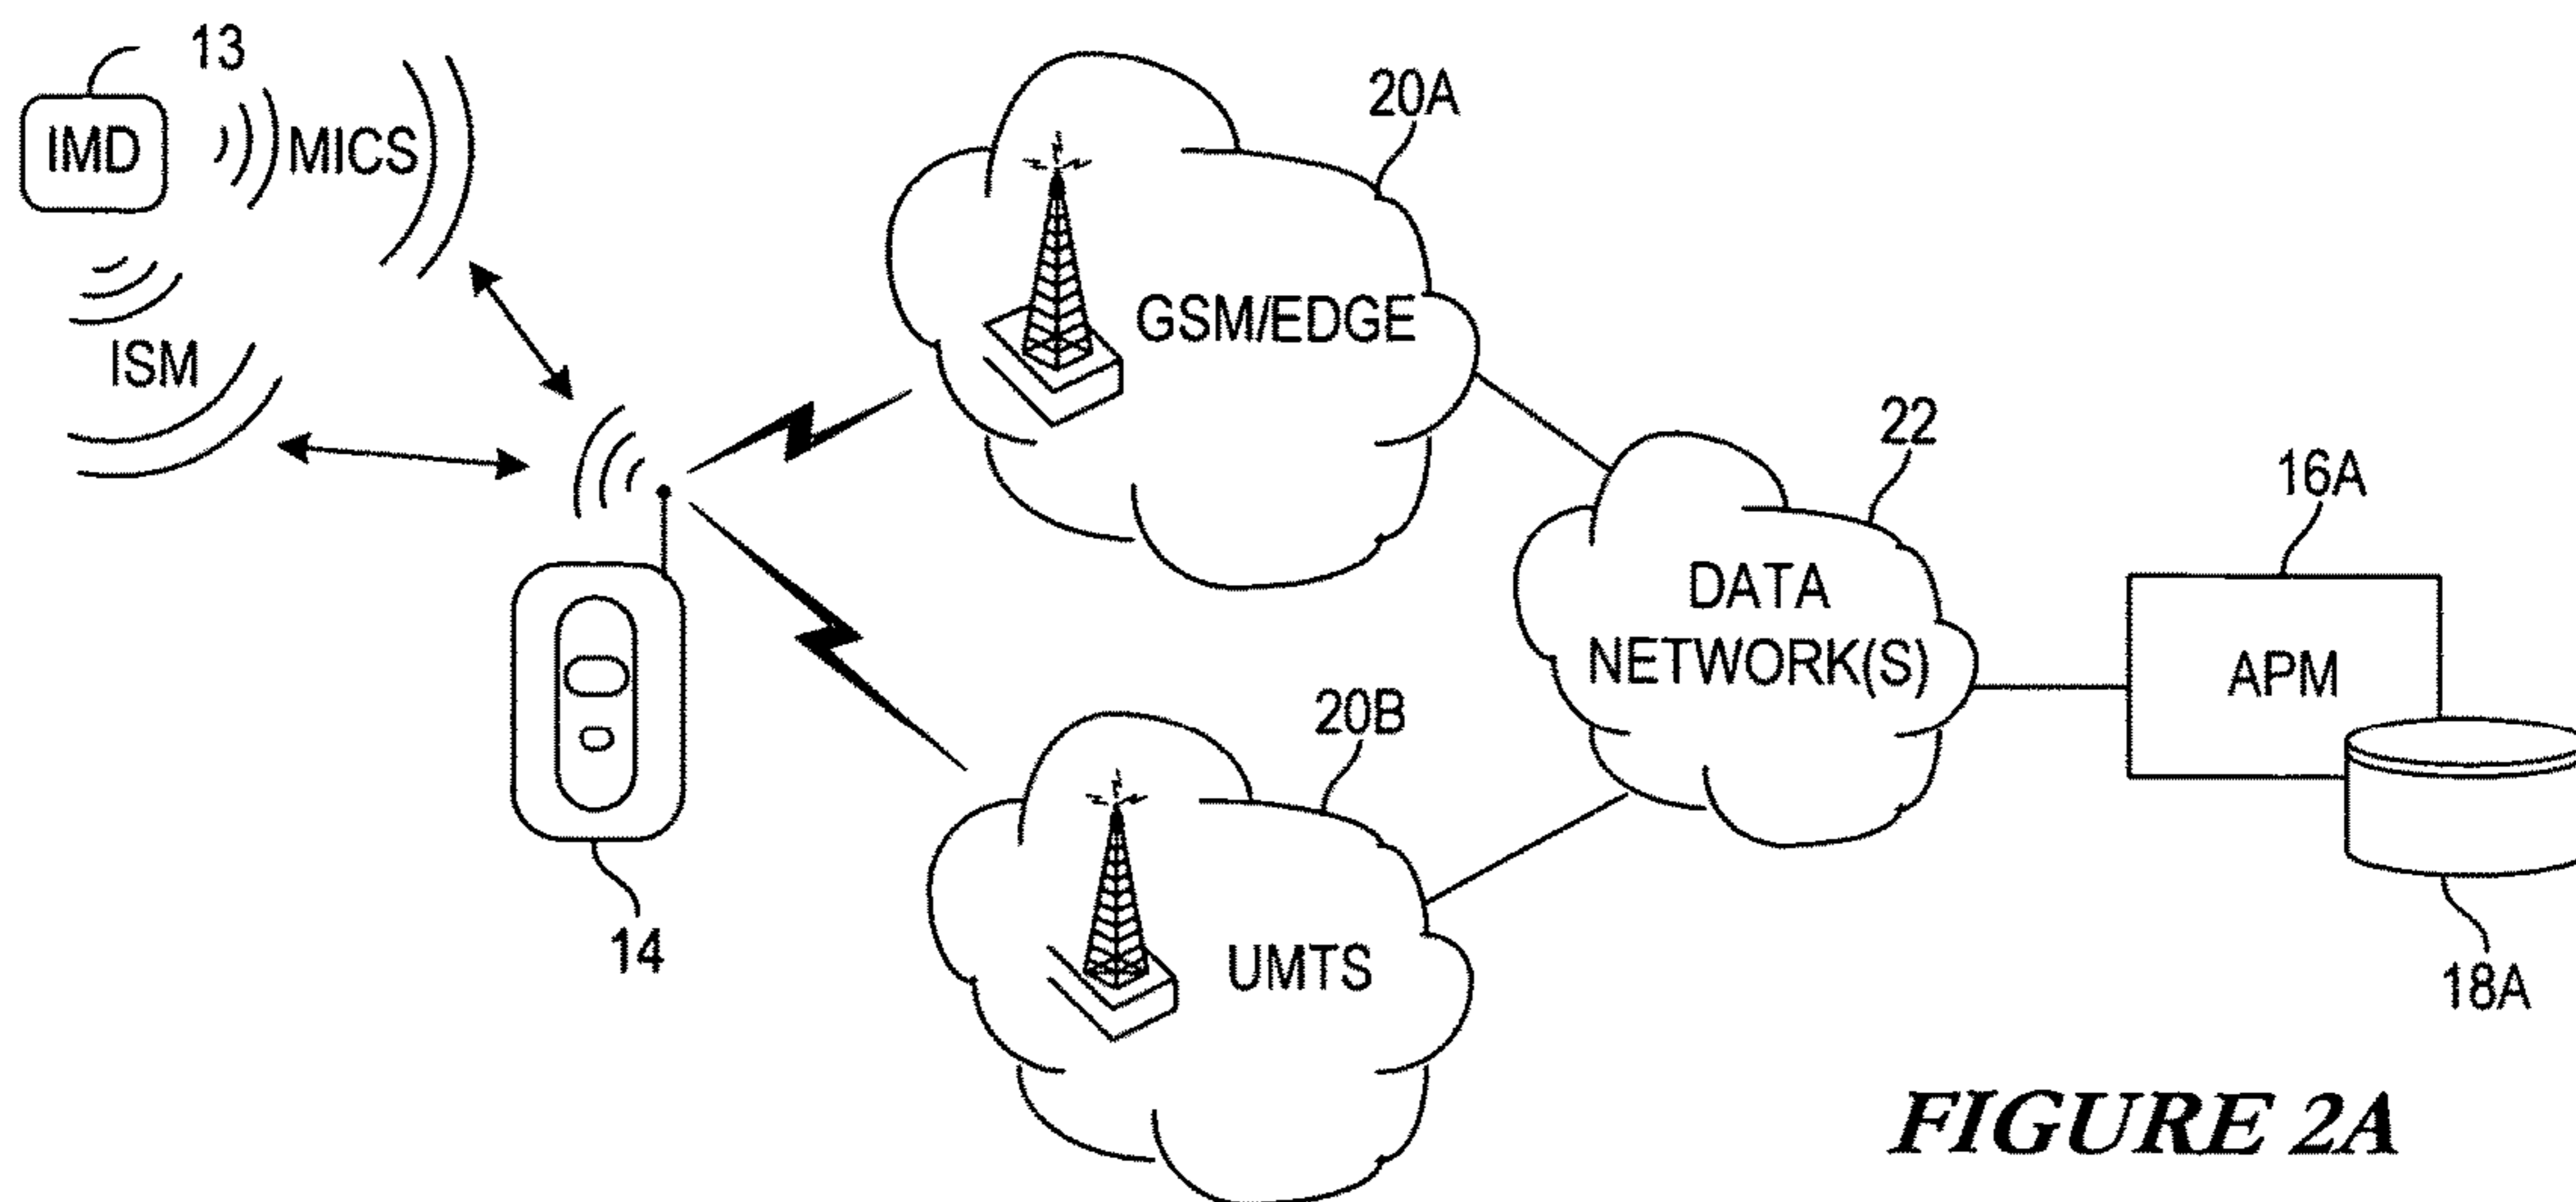 13
IMD
MICS
ISM
14
20A
GSM/EDGE
20B
UMTS
22
DATA
NETWORK(S)
16A
APM
18A
FIGURE 2A